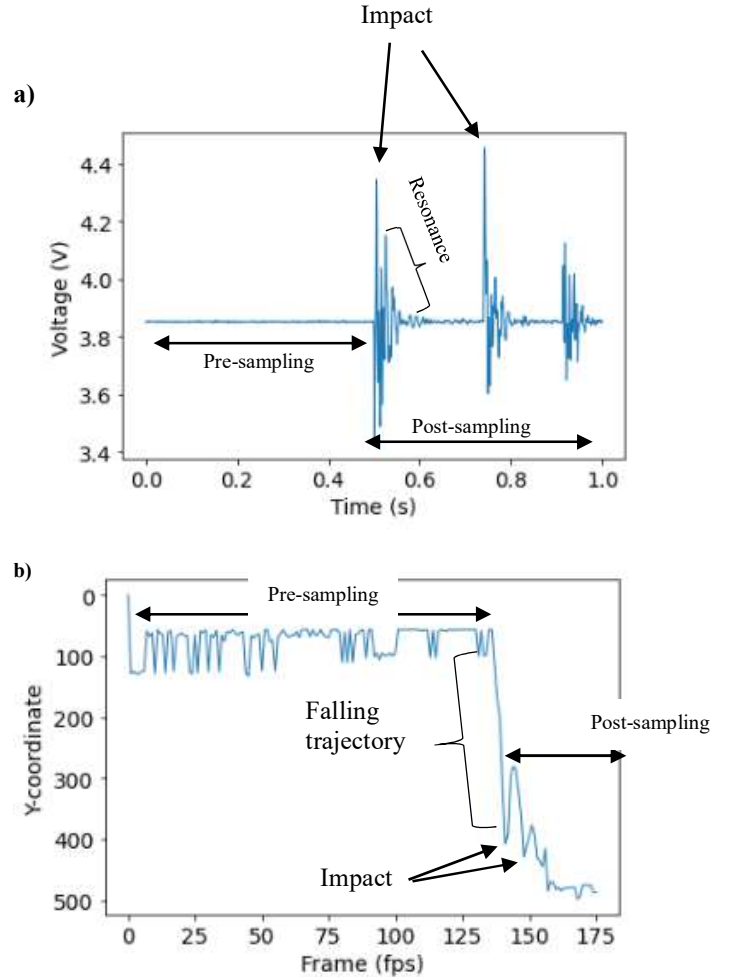 Impact
a)
Resonance
4.4
4.2
4.0
3.8
3.6
3.4
Voltage (V)
Pre-sampling
Post-sampling
0.0 0.2 0.4 0.6 0.8 1.0
Time (s)
b)
Pre-sampling
0
100
200
300
400
500
Y-coordinate
Falling
trajectory
Post-sampling
Impact
0 25 50 75 100 125 150 175
Frame (fps)